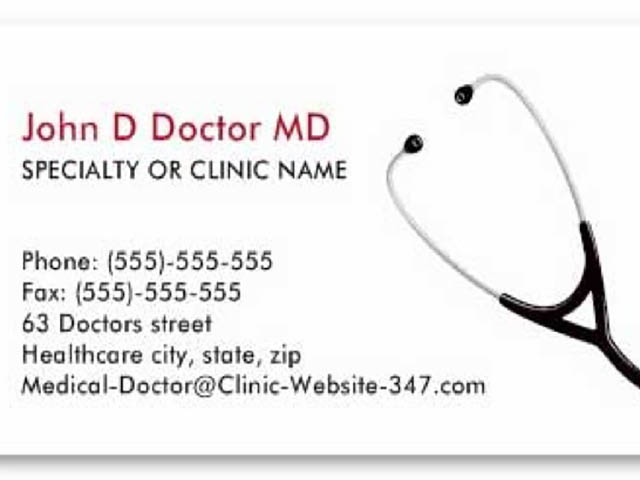 John D Doctor MD
SPECIALTY OR CLINIC NAME
Phone: (555)-555-555
Fax: (555)-555-555
63 Doctors street
Healthcare city, state, zip
Medical-Doctor@Clinic-Website-347.com